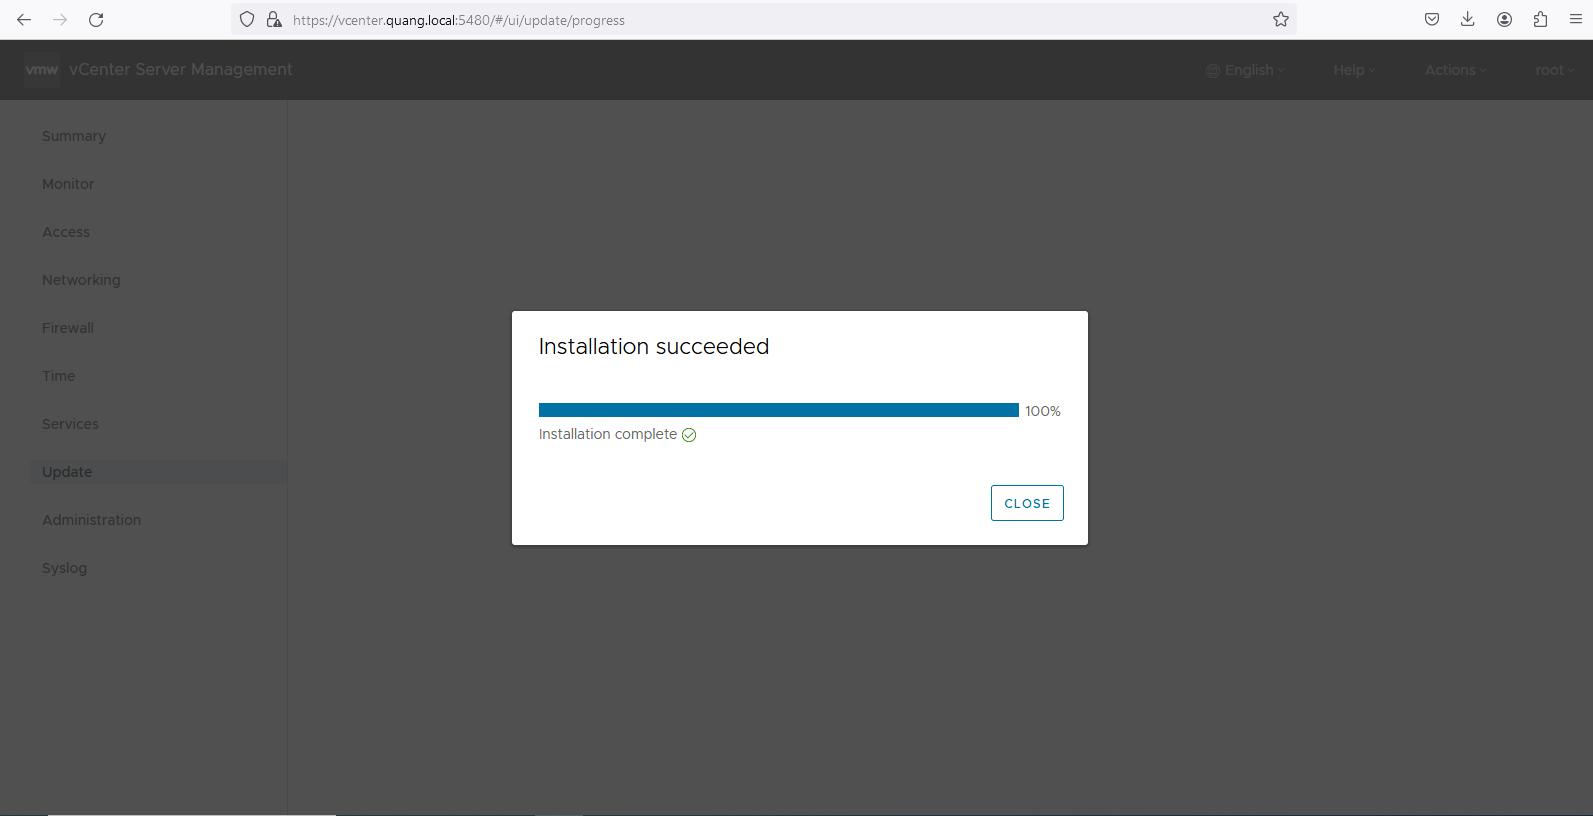 https://vcenter.quang.local:5480/#/ui/update/progress
vmw vCenter Server Management English Help Actions root
Summary
Monitor
Access
Networking
Firewall
Time
Services
Update
Administration
Syslog
Installation succeeded
100%
Installation complete
CLOSE